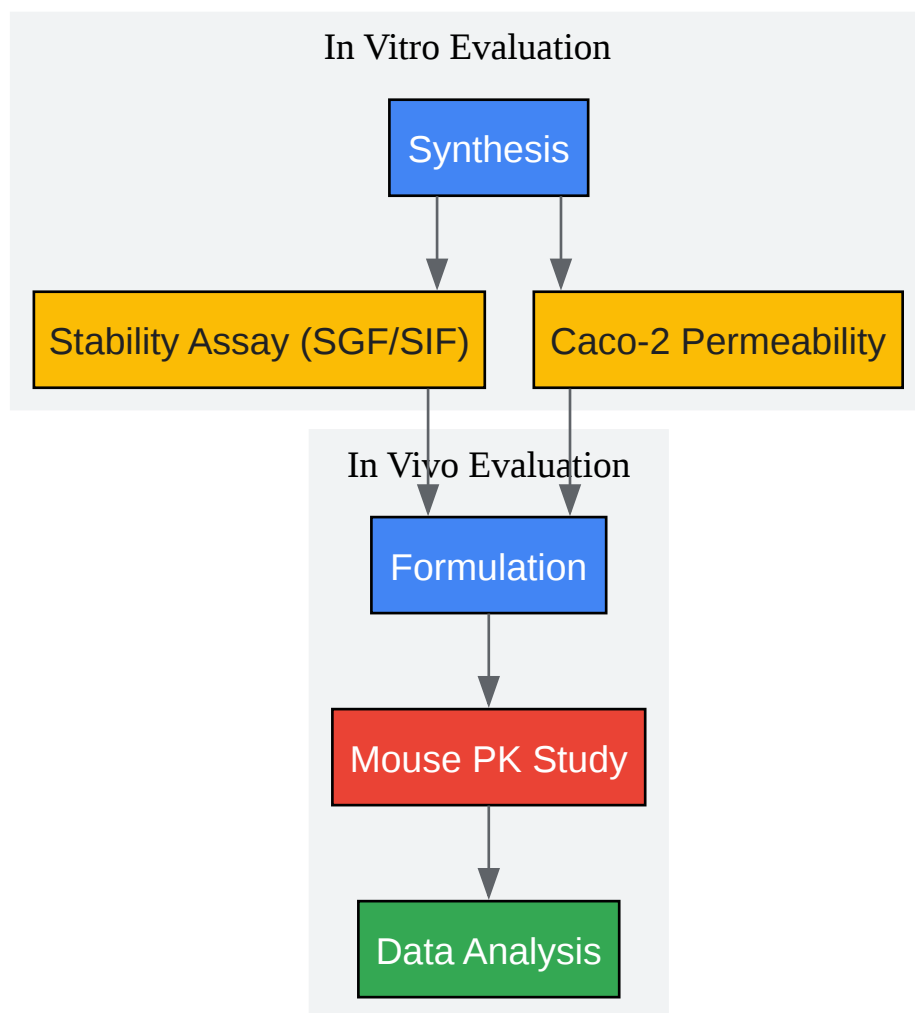 In Vitro Evaluation
Synthesis
Stability Assay (SGF/SIF)
Caco-2 Permeability
In Vivo Evaluation
Formulation
Mouse PK Study
Data Analysis